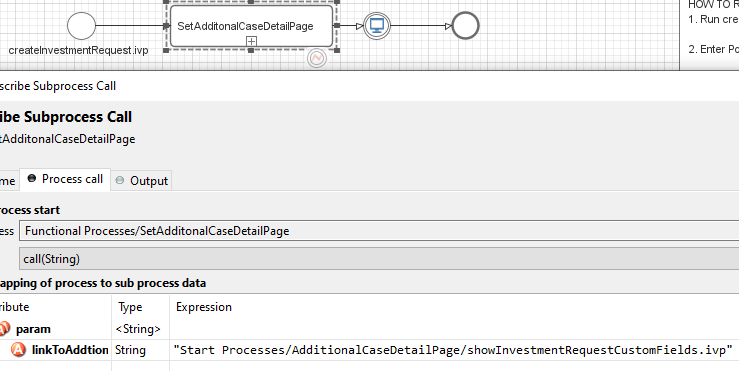 HOW TO R
1. Run cre
SetAdditonalCaseDetailPage
createInvestmentRequest.ivp
2. Enter Po
scribe Subprocess Call
ibe Subprocess Call
tAdditonalCaseDetailPage
me
Process call
Output
rocess start
ess
Functional Processes/SetAdditonalCaseDetailPage
call(String)
apping of process to sub process data
ribute
Type
Expression
param
<String>
linkToAddtion
String
"Start Processes/AdditionalCaseDetailPage/showInvestmentRequestCustomFields.ivp"